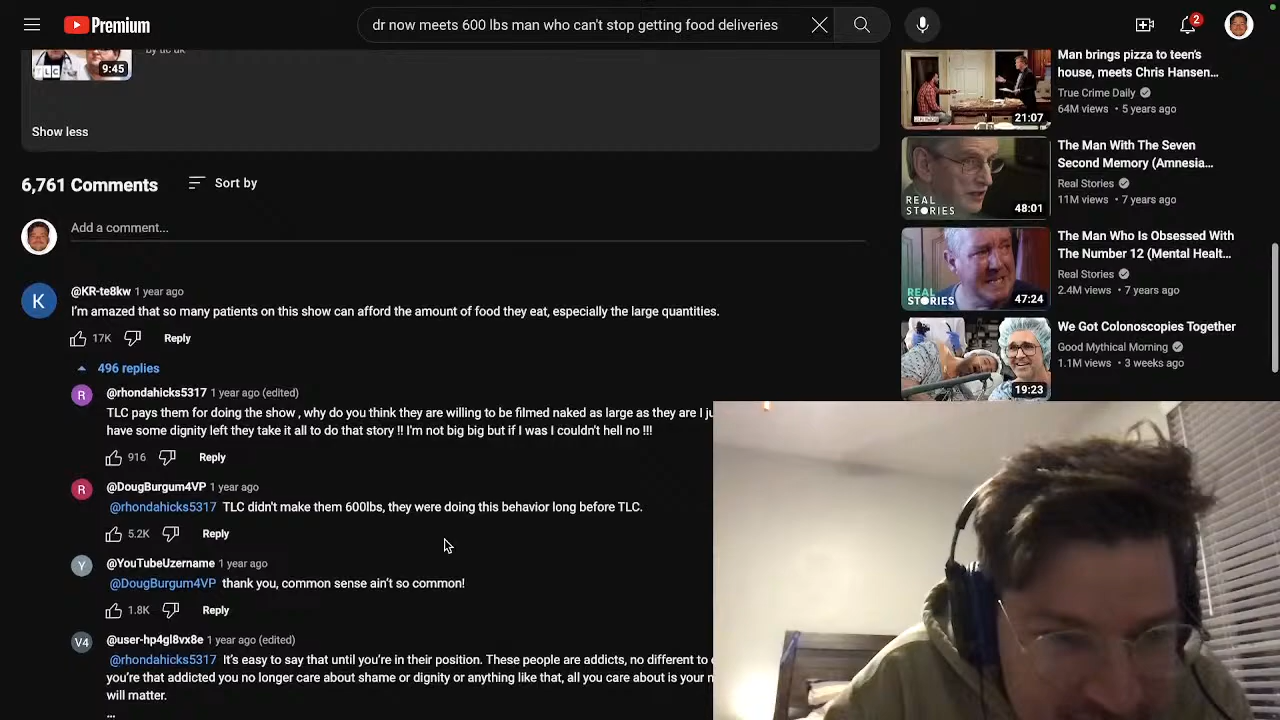 Premium
dr now meets 600 lbs man who can't stop getting food deliveries
2
by tlc uk
TLC
9:45
Show less
6,761 Comments
Sort by
Add a comment...
K
@KR-te8kw 1 year ago
I'm amazed that so many patients on this show can afford the amount of food they eat, especially the large quantities.
17K
Reply
496 replies
R
@rhondahicks5317 1 year ago (edited)
TLC pays them for doing the show , why do you think they are willing to be filmed naked as large as they are I
have some dignity left they take it all to do that story !! I'm not big big but if I was I couldn't hell no !!!
916
Reply
R
@DougBurgum4VP 1 year ago
@rhondahicks5317 TLC didn't make them 600lbs, they were doing this behavior long before TLC.
5.2K
Reply
Y
@YouTubeUzername 1 year ago
@DougBurgum4VP thank you, common sense ain't so common!
1.8K
Reply
V4
@user-hp4gl8vx8e 1 year ago (edited)
@rhondahicks5317 It's easy to say that until you're in their position. These people are addicts, no different to
you're that addicted you no longer care about shame or dignity or anything like that, all you care about is your
will matter.
...
Man brings pizza to teen's
house, meets Chris Hansen...
True Crime Daily
64M views • 5 years ago
21:07
The Man With The Seven
Second Memory (Amnesia...
Real Stories
11M views • 7 years ago
REAL
STORIES
48:01
The Man Who Is Obsessed With
The Number 12 (Mental Healt...
Real Stories
2.4M views • 7 years ago
REAL
STORIES
47:24
We Got Colonoscopies Together
Good Mythical Morning
1.1M views • 3 weeks ago
19:23